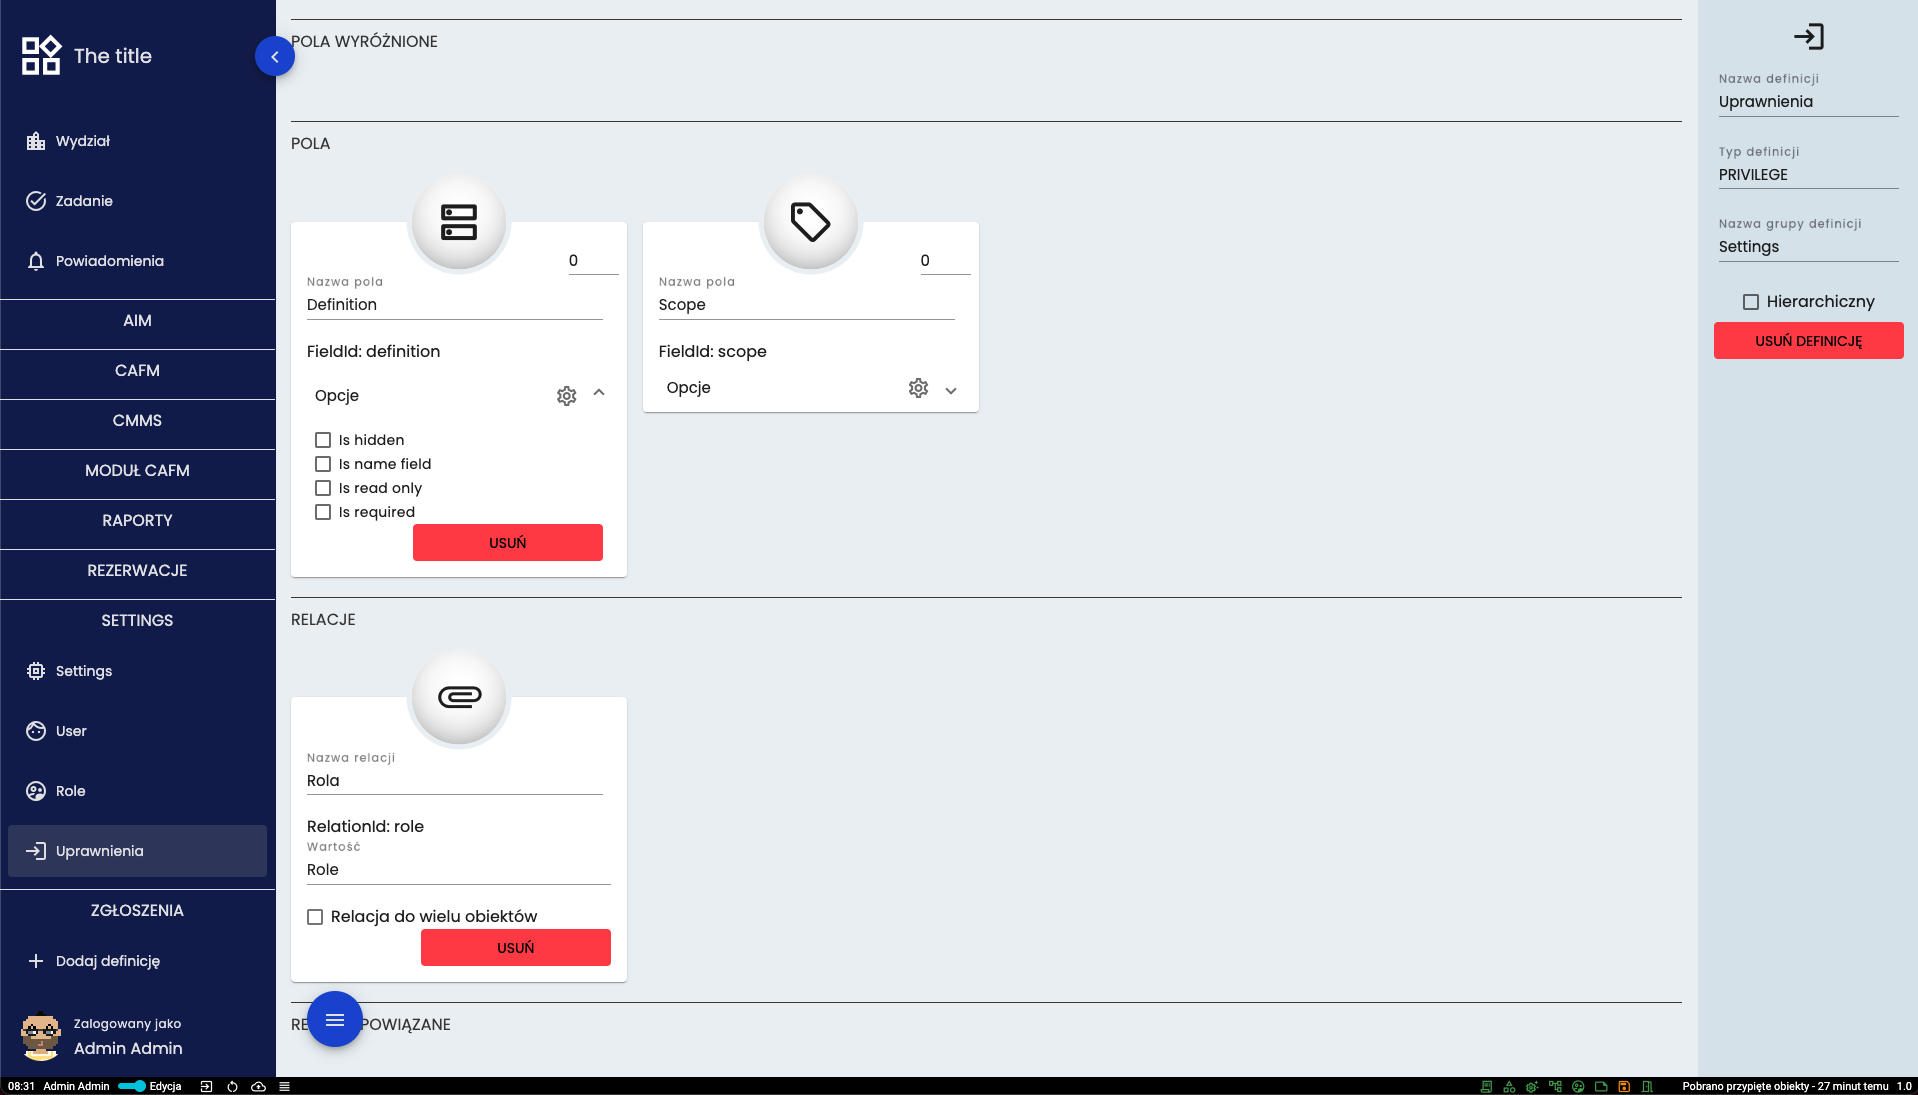 The title
Wydział
Zadanie
Powiadomienia
AIM
CAFM
CMMS
MODUŁ CAFM
RAPORTY
REZERWACJE
SETTINGS
Settings
User
Role
Uprawnienia
ZGŁOSZENIA
Dodaj definicję
Zalogowany jako
Admin Admin
POLA WYRÓŻNIONE
POLA
0
Nazwa pola
Definition
FieldId: definition
Opcje
Is hidden
Is name field
Is read only
Is required
USUŃ
0
Nazwa pola
Scope
FieldId: scope
Opcje
RELACJE
Nazwa relacji
Rola
RelationId: role
Wartość
Role
Relacja do wielu obiektów
USUŃ
RE POWIĄZANE
Nazwa definicji
Uprawnienia
Typ definicji
PRIVILEGE
Nazwa grupy definicji
Settings
Hierarchiczny
USUŃ DEFINICJĘ
08:31 Admin Admin Edycja
Pobrano przypięte obiekty - 27 minut temu 1.0